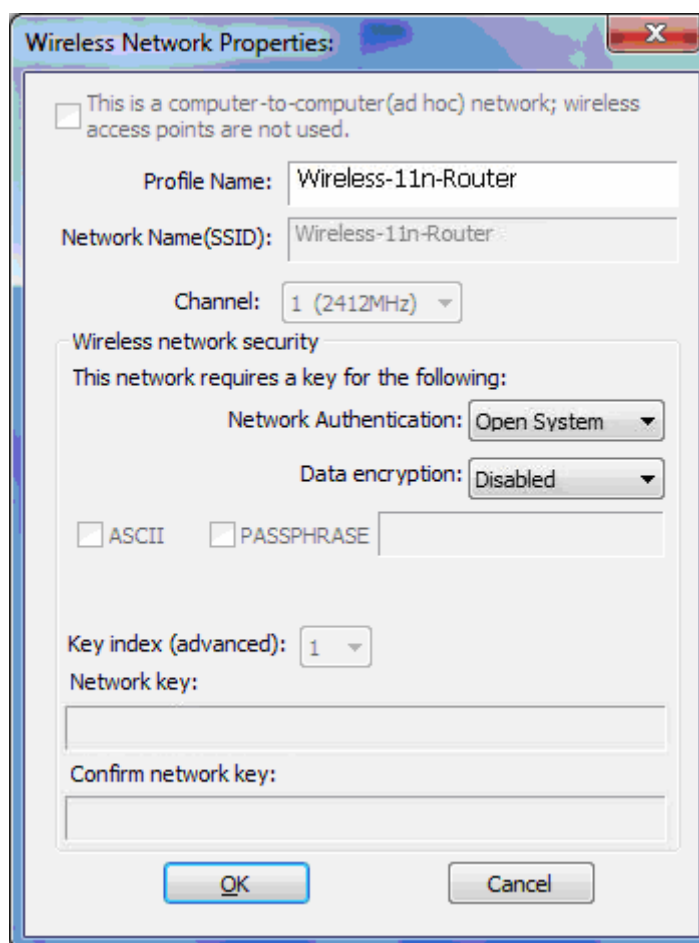 Wireless Network Properties:
This is a computer-to-computer(ad hoc) network; wireless
access points are not used.
Profile Name: Wireless-11n-Router
Network Name(SSID): Wireless-11n-Router
Channel: 1 (2412MHz)
Wireless network security
This network requires a key for the following:
Network Authentication: Open System
Data encryption: Disabled
ASCII PASSPHRASE
Key index (advanced): 1
Network key:
Confirm network key:
OK Cancel